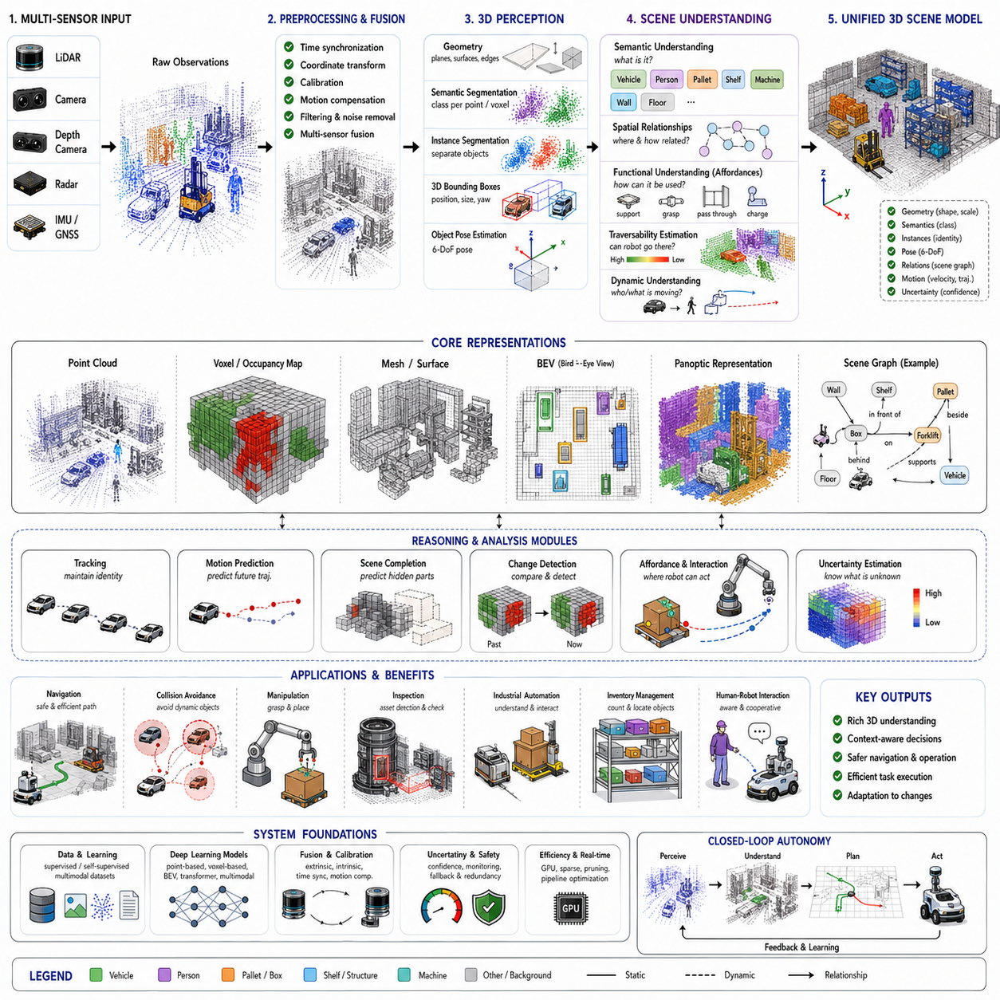 1. MULTI-SENSOR INPUT
LiDAR
Camera
Depth
Camera
Radar
IMU /
GNSS
Raw Observations
2. PREPROCESSING & FUSION
Time synchronization
Coordinate transform
Calibration
Motion compensation
Filtering & noise removal
Multi-sensor fusion
3. 3D PERCEPTION
Geometry
planes, surfaces, edges
Semantic Segmentation
class per point / voxel
Instance Segmentation
separate objects
3D Bounding Boxes
position, size, yaw
Object Pose Estimation
6-DoF pose
z
x
x
4. SCENE UNDERSTANDING
Semantic Understanding
what is it?
Vehicle
Person
Pallet
Shelf
Machine
Wall
Floor
...
Spatial Relationships
where & how related?
Functional Understanding (Affordances)
how can it be used?
support
grasp
pass through
charge
Traversability Estimation
can robot go there?
High
Low
Dynamic Understanding
who/what is moving?
5. UNIFIED 3D SCENE MODEL
z
y
x
Geometry (shape, scale)
Semantics (class)
Instances (identity)
Pose (6-DoF)
Relations (scene graph)
Motion (velocity, traj.)
Uncertainty (confidence)
CORE REPRESENTATIONS
Point Cloud
Voxel / Occupancy Map
Mesh / Surface
BEV (Bird --Eye View)
Panoptic Representation
Scene Graph (Example)
Wall
Shelf
Pallet
in front of
beside
Box
Forklift
on
behind
supports
Floor
Vehicle
REASONING & ANALYSIS MODULES
Tracking
maintain identity
Motion Prediction
predict future traj.
Scene Completion
predict hidden parts
Change Detection
compare & detect
Past
Now
Affordance & Interaction
where robot can act
Uncertainty Estimation
know what is unknown
High
Low
APPLICATIONS & BENEFITS
Navigation
safe & efficient path
Collision Avoidance
avoid dynamic objects
Manipulation
grasp & place
Inspection
asset dection & check
Industrial Automation
understand & interact
Inventory Management
count & locate objects
Human-Robot Interaction
aware & cooperative
KEY OUTPUTS
Rich 3D understanding
Context-aware decisions
Safer navigation & operation
Efficient task execution
Adaptation to changes
SYSTEM FOUNDATIONS
Data & Learning
supervised / self-supervised
multimodal datasets
Deep Learning Models
point-based, voxel-based,
BEV, transformer, multimodal
Fusion & Calibration
extrinsic, intrinsic,
time sync, motion comp.
Uncertatiny & Safety
confidence, monitoring,
fallback & redundancy
Efficiency & Real-time
GPU, sparse, pruning,
pipeline optimization
GPU
CLOSED-LOOP AUTONOMY
Perceive
Understand
Plan
Act
Feedback & Learning
LEGEND
Vehicle
Person
Pallet / Box
Shelf / Structure
Machine
Other / Background
Static
Dynamic
Relationship